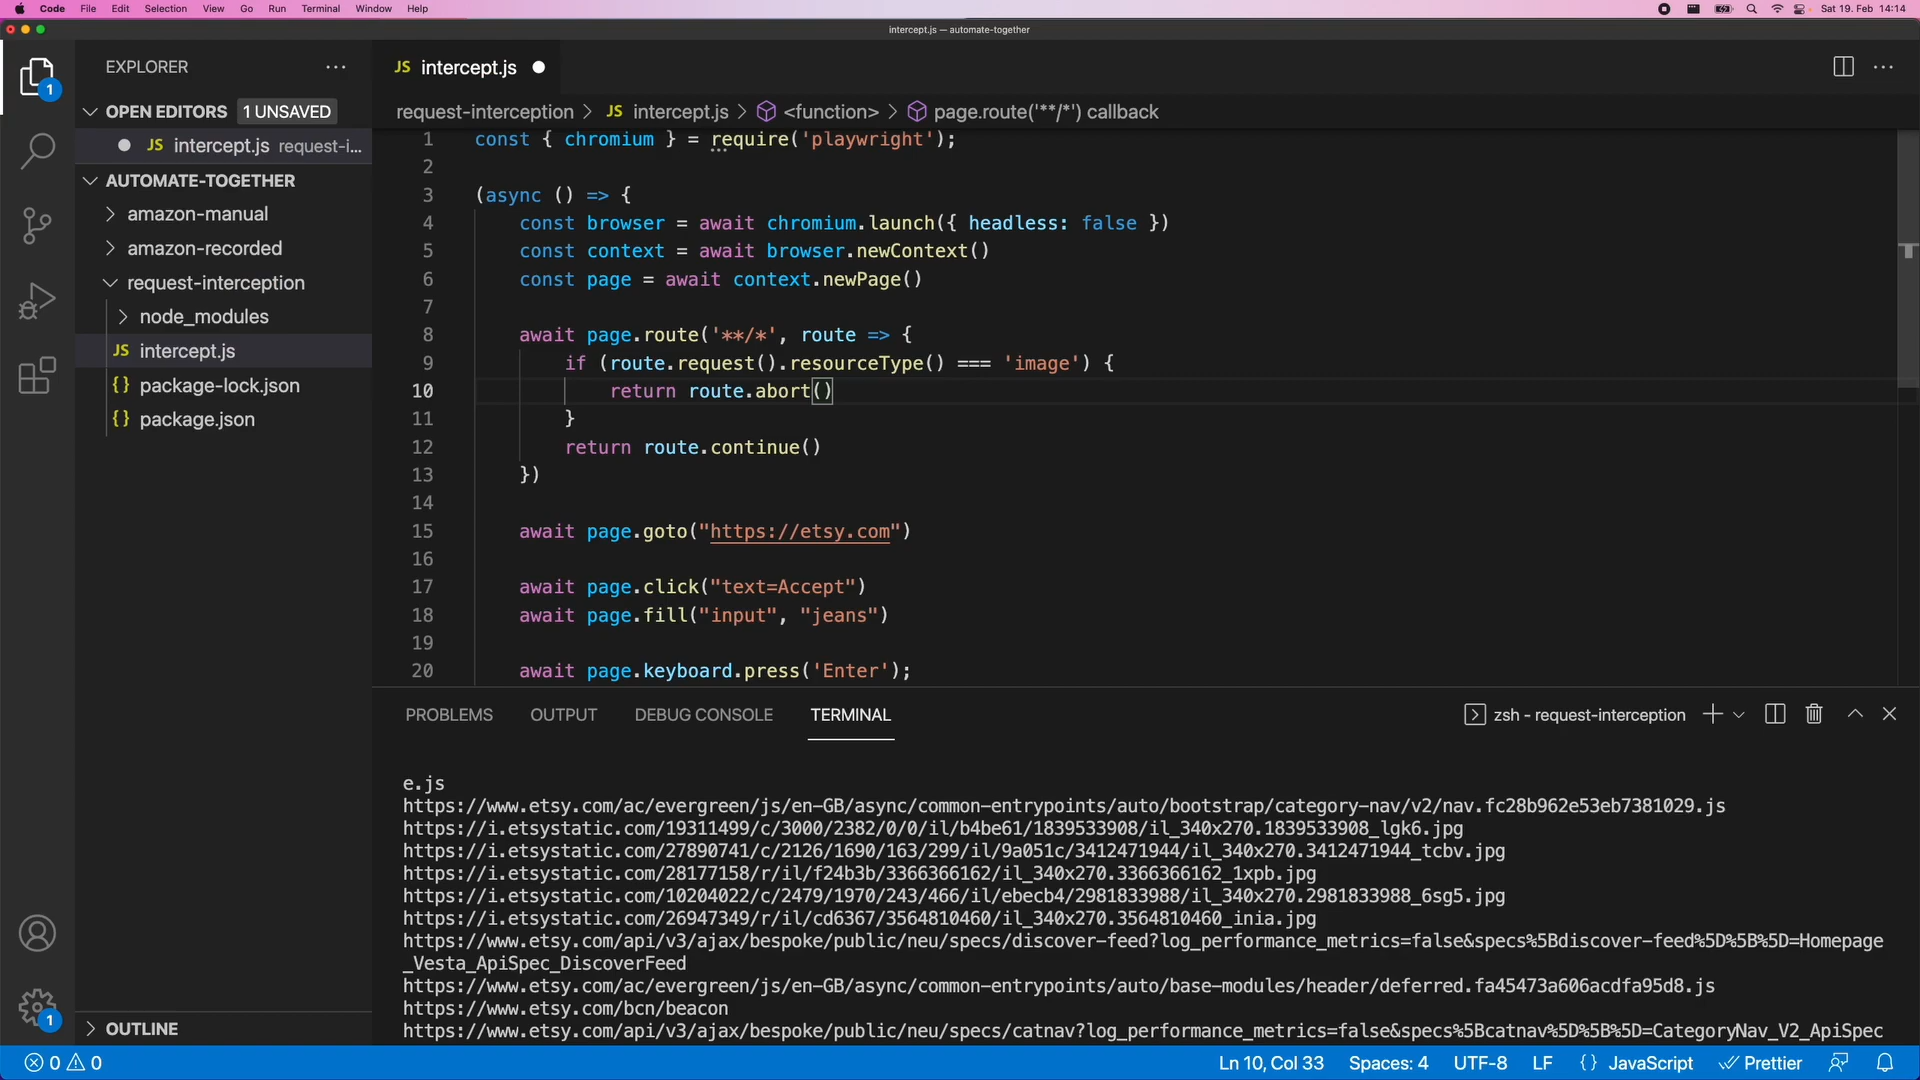 Code File Edit Selection View Go Run Terminal Window Help Sat 19. Feb 14:14
intercept.js — automate-together
EXPLORER
OPEN EDITORS 1 UNSAVED
JS intercept.js request-i...
AUTOMATE-TOGETHER
amazon-manual
amazon-recorded
request-interception
node_modules
JS intercept.js
{} package-lock.json
{} package.json
OUTLINE
1
1
JS intercept.js
request-interception > JS intercept.js > <function> > page.route('**/*') callback
1 const { chromium } = require('playwright');
2
3 (async () => {
4 const browser = await chromium.launch({ headless: false })
5 const context = await browser.newContext()
6 const page = await context.newPage()
7
8 await page.route('**/*', route => {
9 if (route.request().resourceType() === 'image') {
10 return route.abort()
11 }
12 return route.continue()
13 })
14
15 await page.goto("https://etsy.com")
16
17 await page.click("text=Accept")
18 await page.fill("input", "jeans")
19
20 await page.keyboard.press('Enter');
PROBLEMS OUTPUT DEBUG CONSOLE TERMINAL zsh - request-interception
e.js
https://www.etsy.com/ac/evergreen/js/en-GB/async/common-entrypoints/auto/bootstrap/category-nav/v2/nav.fc28b962e53eb7381029.js
https://i.etsystatic.com/19311499/c/3000/2382/0/0/il/b4be61/1839533908/il_340x270.1839533908_lgk6.jpg
https://i.etsystatic.com/27890741/c/2126/1690/163/299/il/9a051c/3412471944/il_340x270.3412471944_tcbv.jpg
https://i.etsystatic.com/28177158/r/il/f24b3b/3366366162/il_340x270.3366366162_1xpb.jpg
https://i.etsystatic.com/10204022/c/2479/1970/243/466/il/ebecb4/2981833988/il_340x270.2981833988_6sg5.jpg
https://i.etsystatic.com/26947349/r/il/cd6367/3564810460/il_340x270.3564810460_inia.jpg
https://www.etsy.com/api/v3/ajax/bespoke/public/neu/specs/discover-feed?log_performance_metrics=false&specs%5Bdiscover-feed%5D%5B%5D=Homepage
_Vesta_ApiSpec_DiscoverFeed
https://www.etsy.com/ac/evergreen/js/en-GB/async/common-entrypoints/auto/base-modules/header/deferred.fa45473a606acdfa95d8.js
https://www.etsy.com/bcn/beacon
https://www.etsy.com/api/v3/ajax/bespoke/public/neu/specs/catnav?log_performance_metrics=false&specs%5Bcatnav%5D%5B%5D=CategoryNav_V2_ApiSpec
0 0 Ln 10, Col 33 Spaces: 4 UTF-8 LF {} JavaScript Prettier